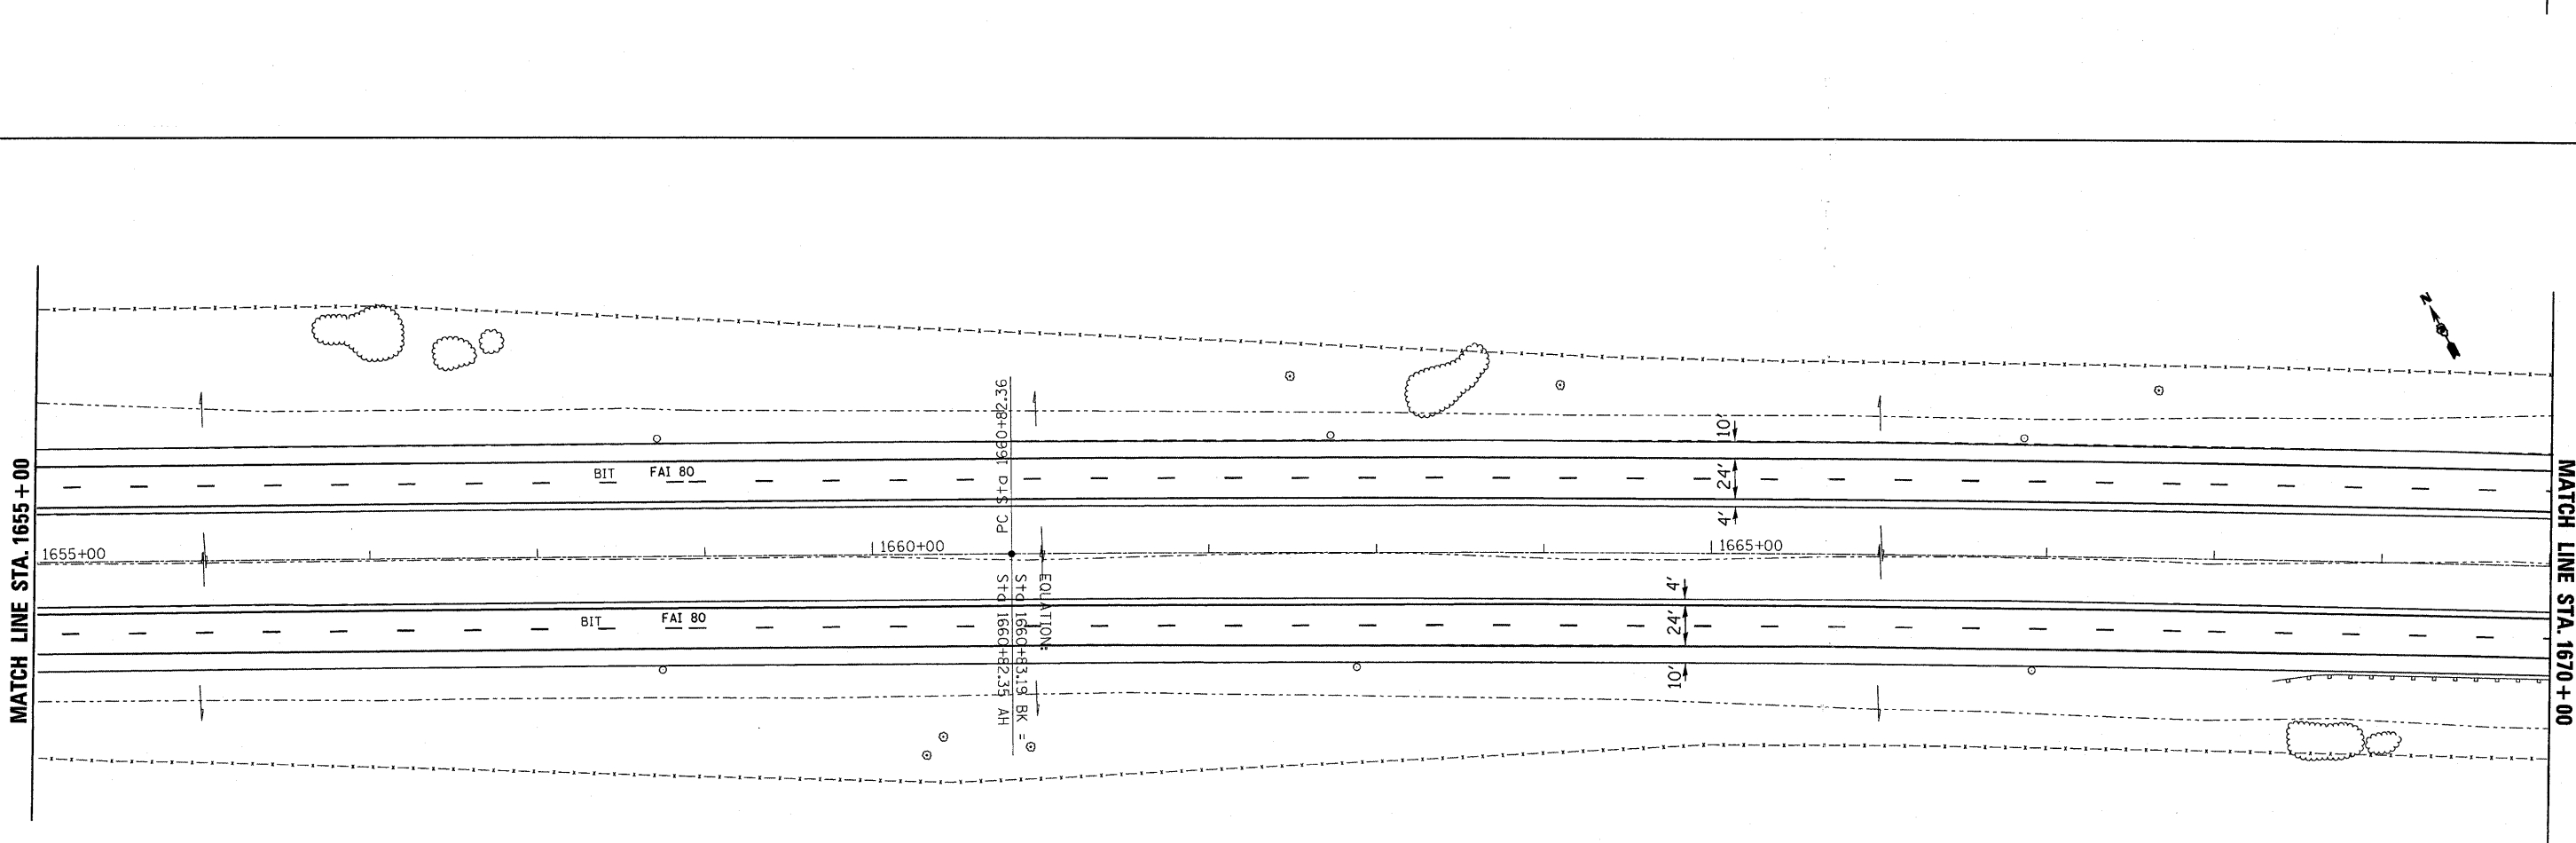 MATCH LINE STA. 1655+00
N
PC Sta 1660+82.36
10'
BIT FAI 80
24'
4'
1655+00
1660+00
1665+00
EQUATION:
Sta 1660+83.19 BK =
Sta 1660+82.35 AH
4'
BIT FAI 80
24'
10'
MATCH LINE STA. 1670+00